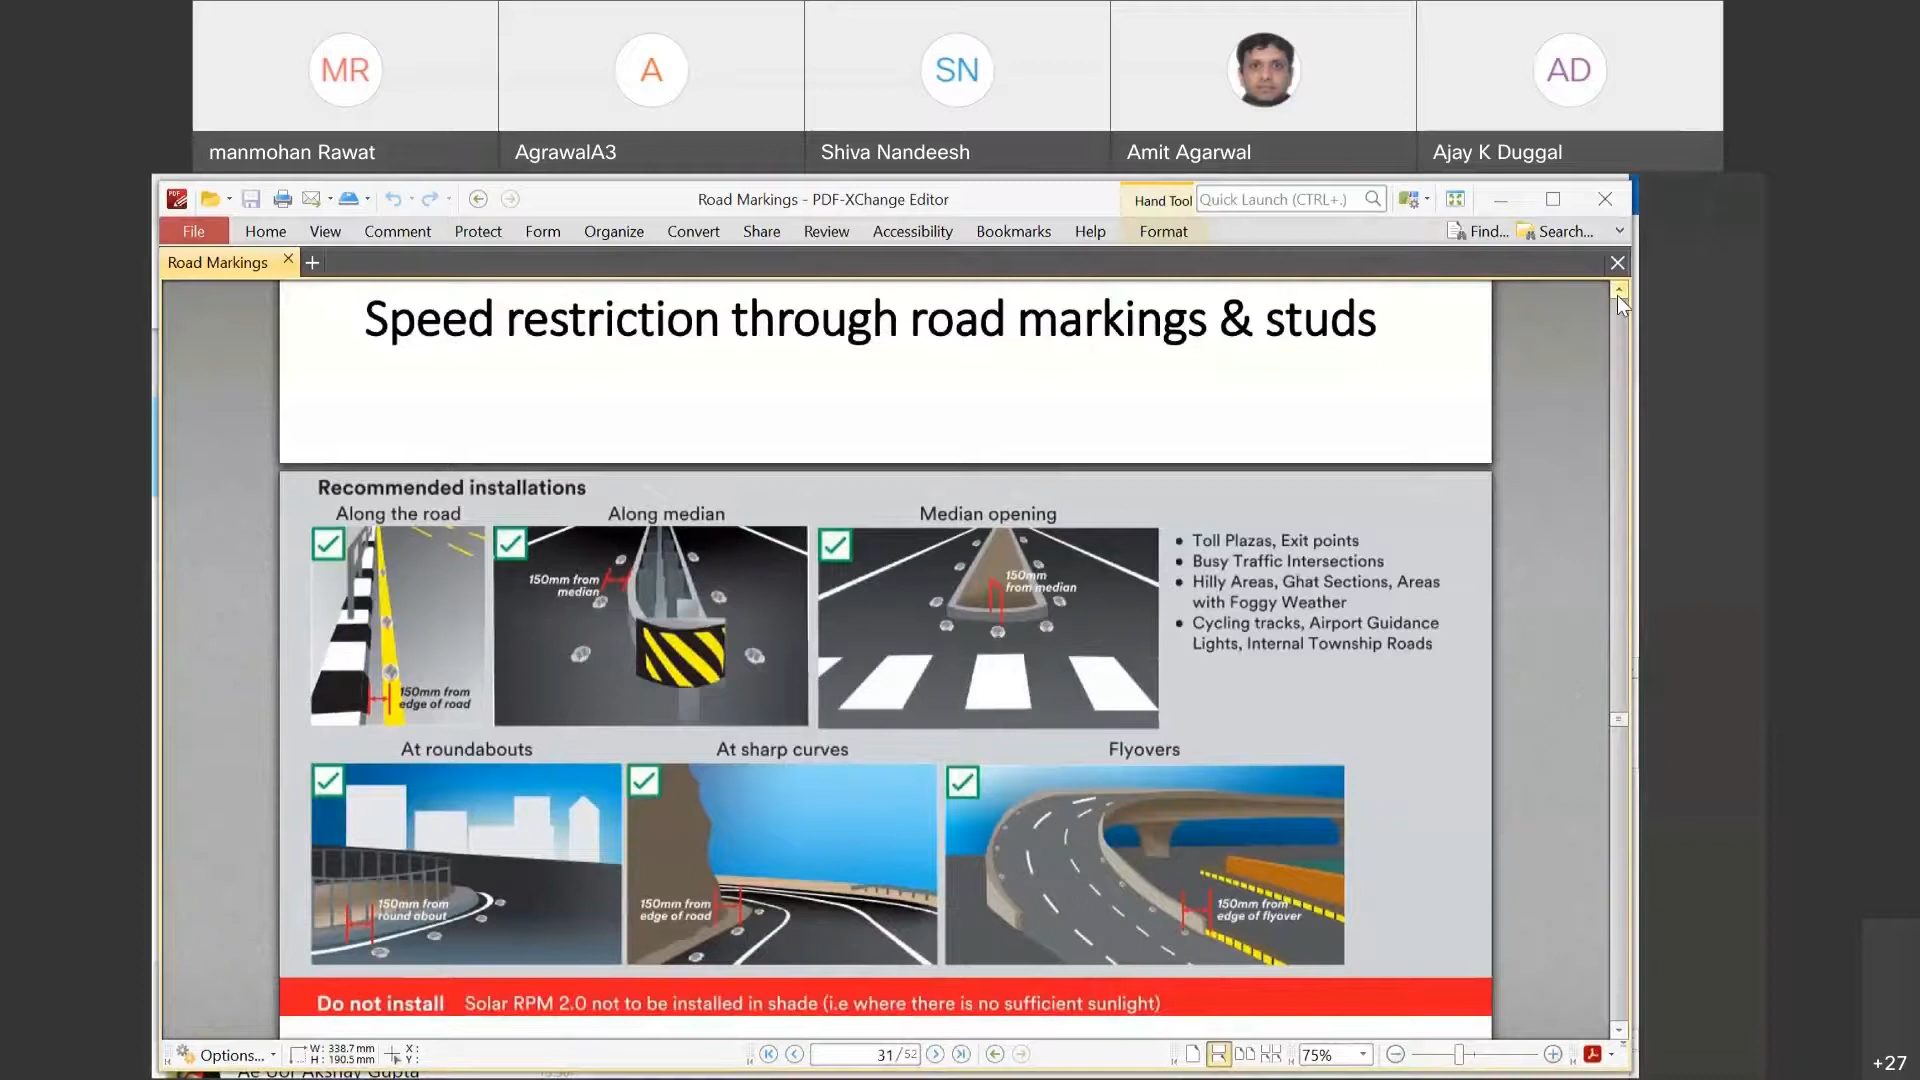 MR
A
SN
AD
manmohan Rawat
AgrawalA3
Shiva Nandeesh
Amit Agarwal
Ajay K Duggal
Road Markings - PDF-XChange Editor
Hand Tool
Quick Launch (CTRL+.)
File Home View Comment Protect Form Organize Convert Share Review Accessibility Bookmarks Help Format Find... Search...
Road Markings
Speed restriction through road markings & studs
Recommended installations
Along the road
Along median
Median opening
150mm from
edge of road
150mm from
median
150mm
from median
• Toll Plazas, Exit points
• Busy Traffic Intersections
• Hilly Areas, Ghat Sections, Areas
with Foggy Weather
• Cycling tracks, Airport Guidance
Lights, Internal Township Roads
At roundabouts
At sharp curves
Flyovers
150mm from
round about
150mm from
edge of road
150mm from
edge of flyover
Do not install Solar RPM 2.0 not to be installed in shade (i.e where there is no sufficient sunlight)
Options...
W: 338.7 mm
H: 190.5 mm
X:
Y:
31 / 52
75%
+27